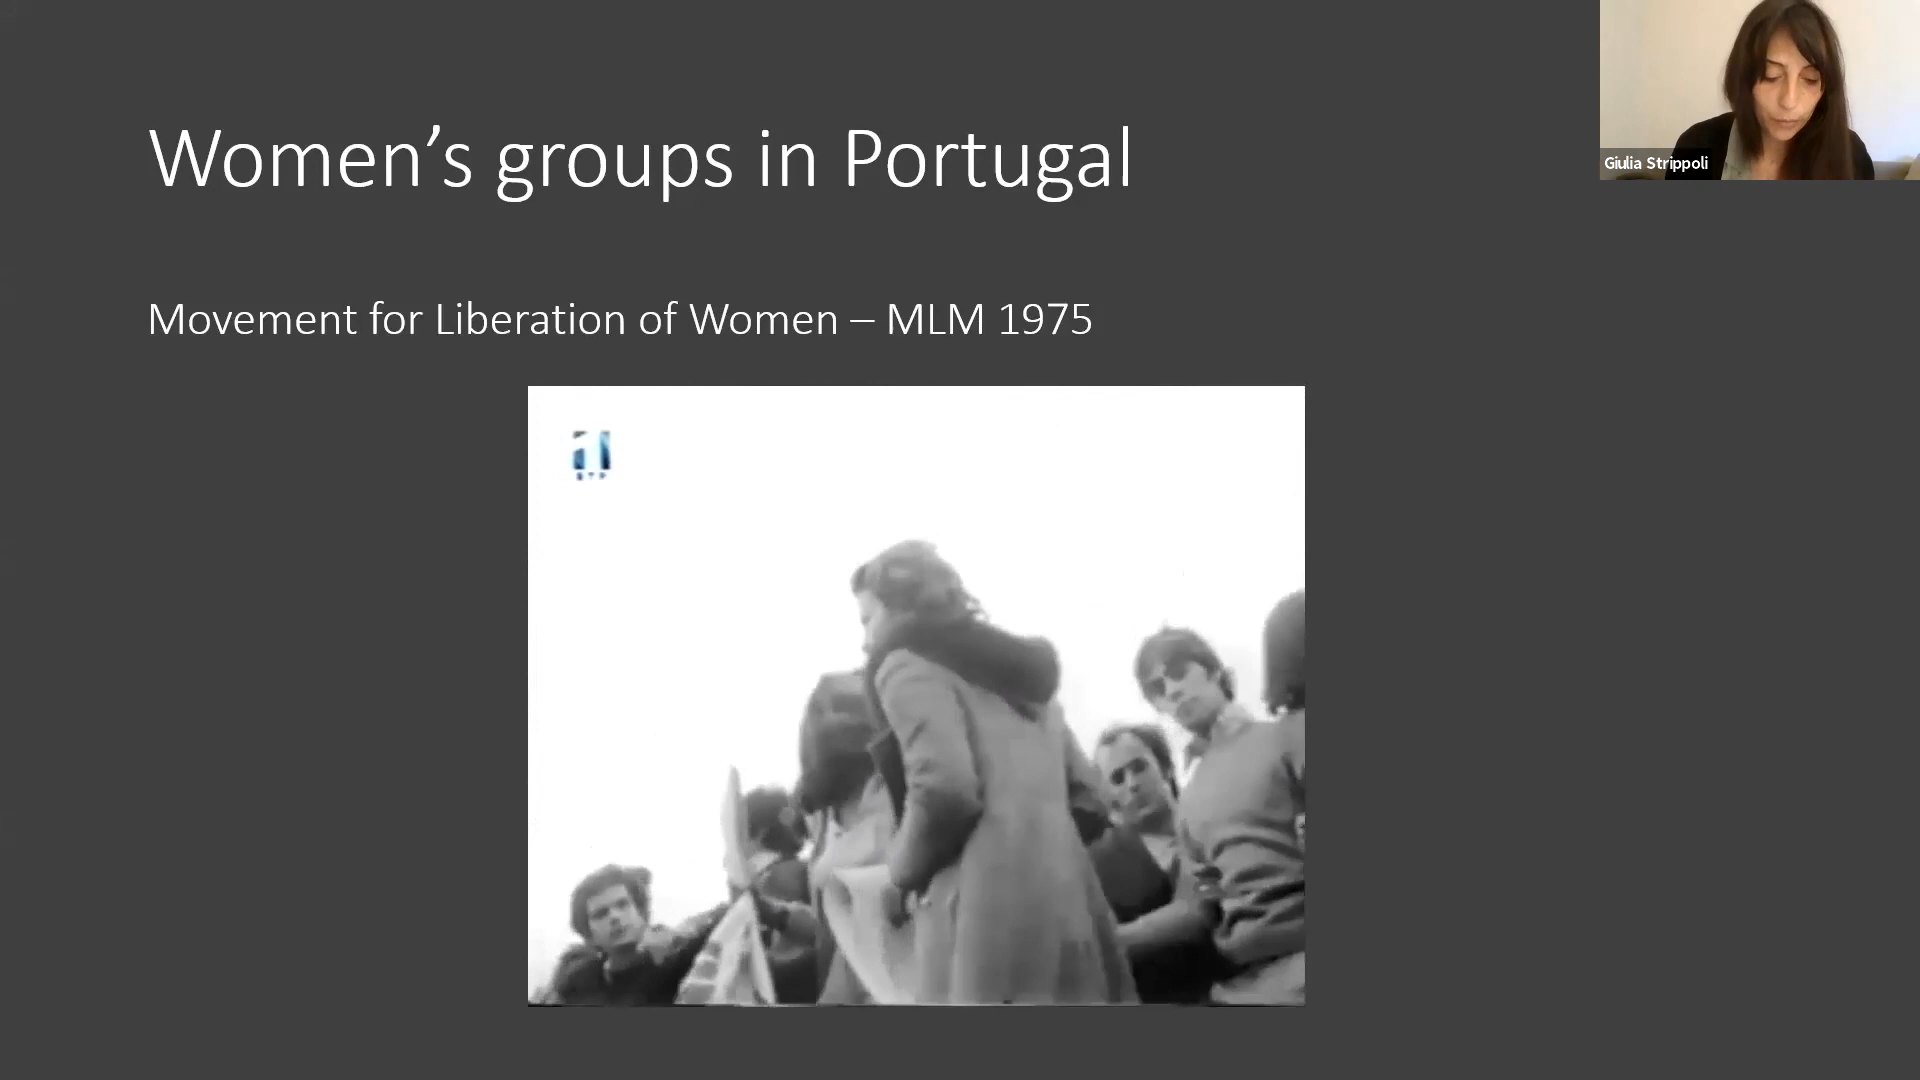 Women’s groups in Portugal
Giulia Strippoli
Movement for Liberation of Women – MLM 1975